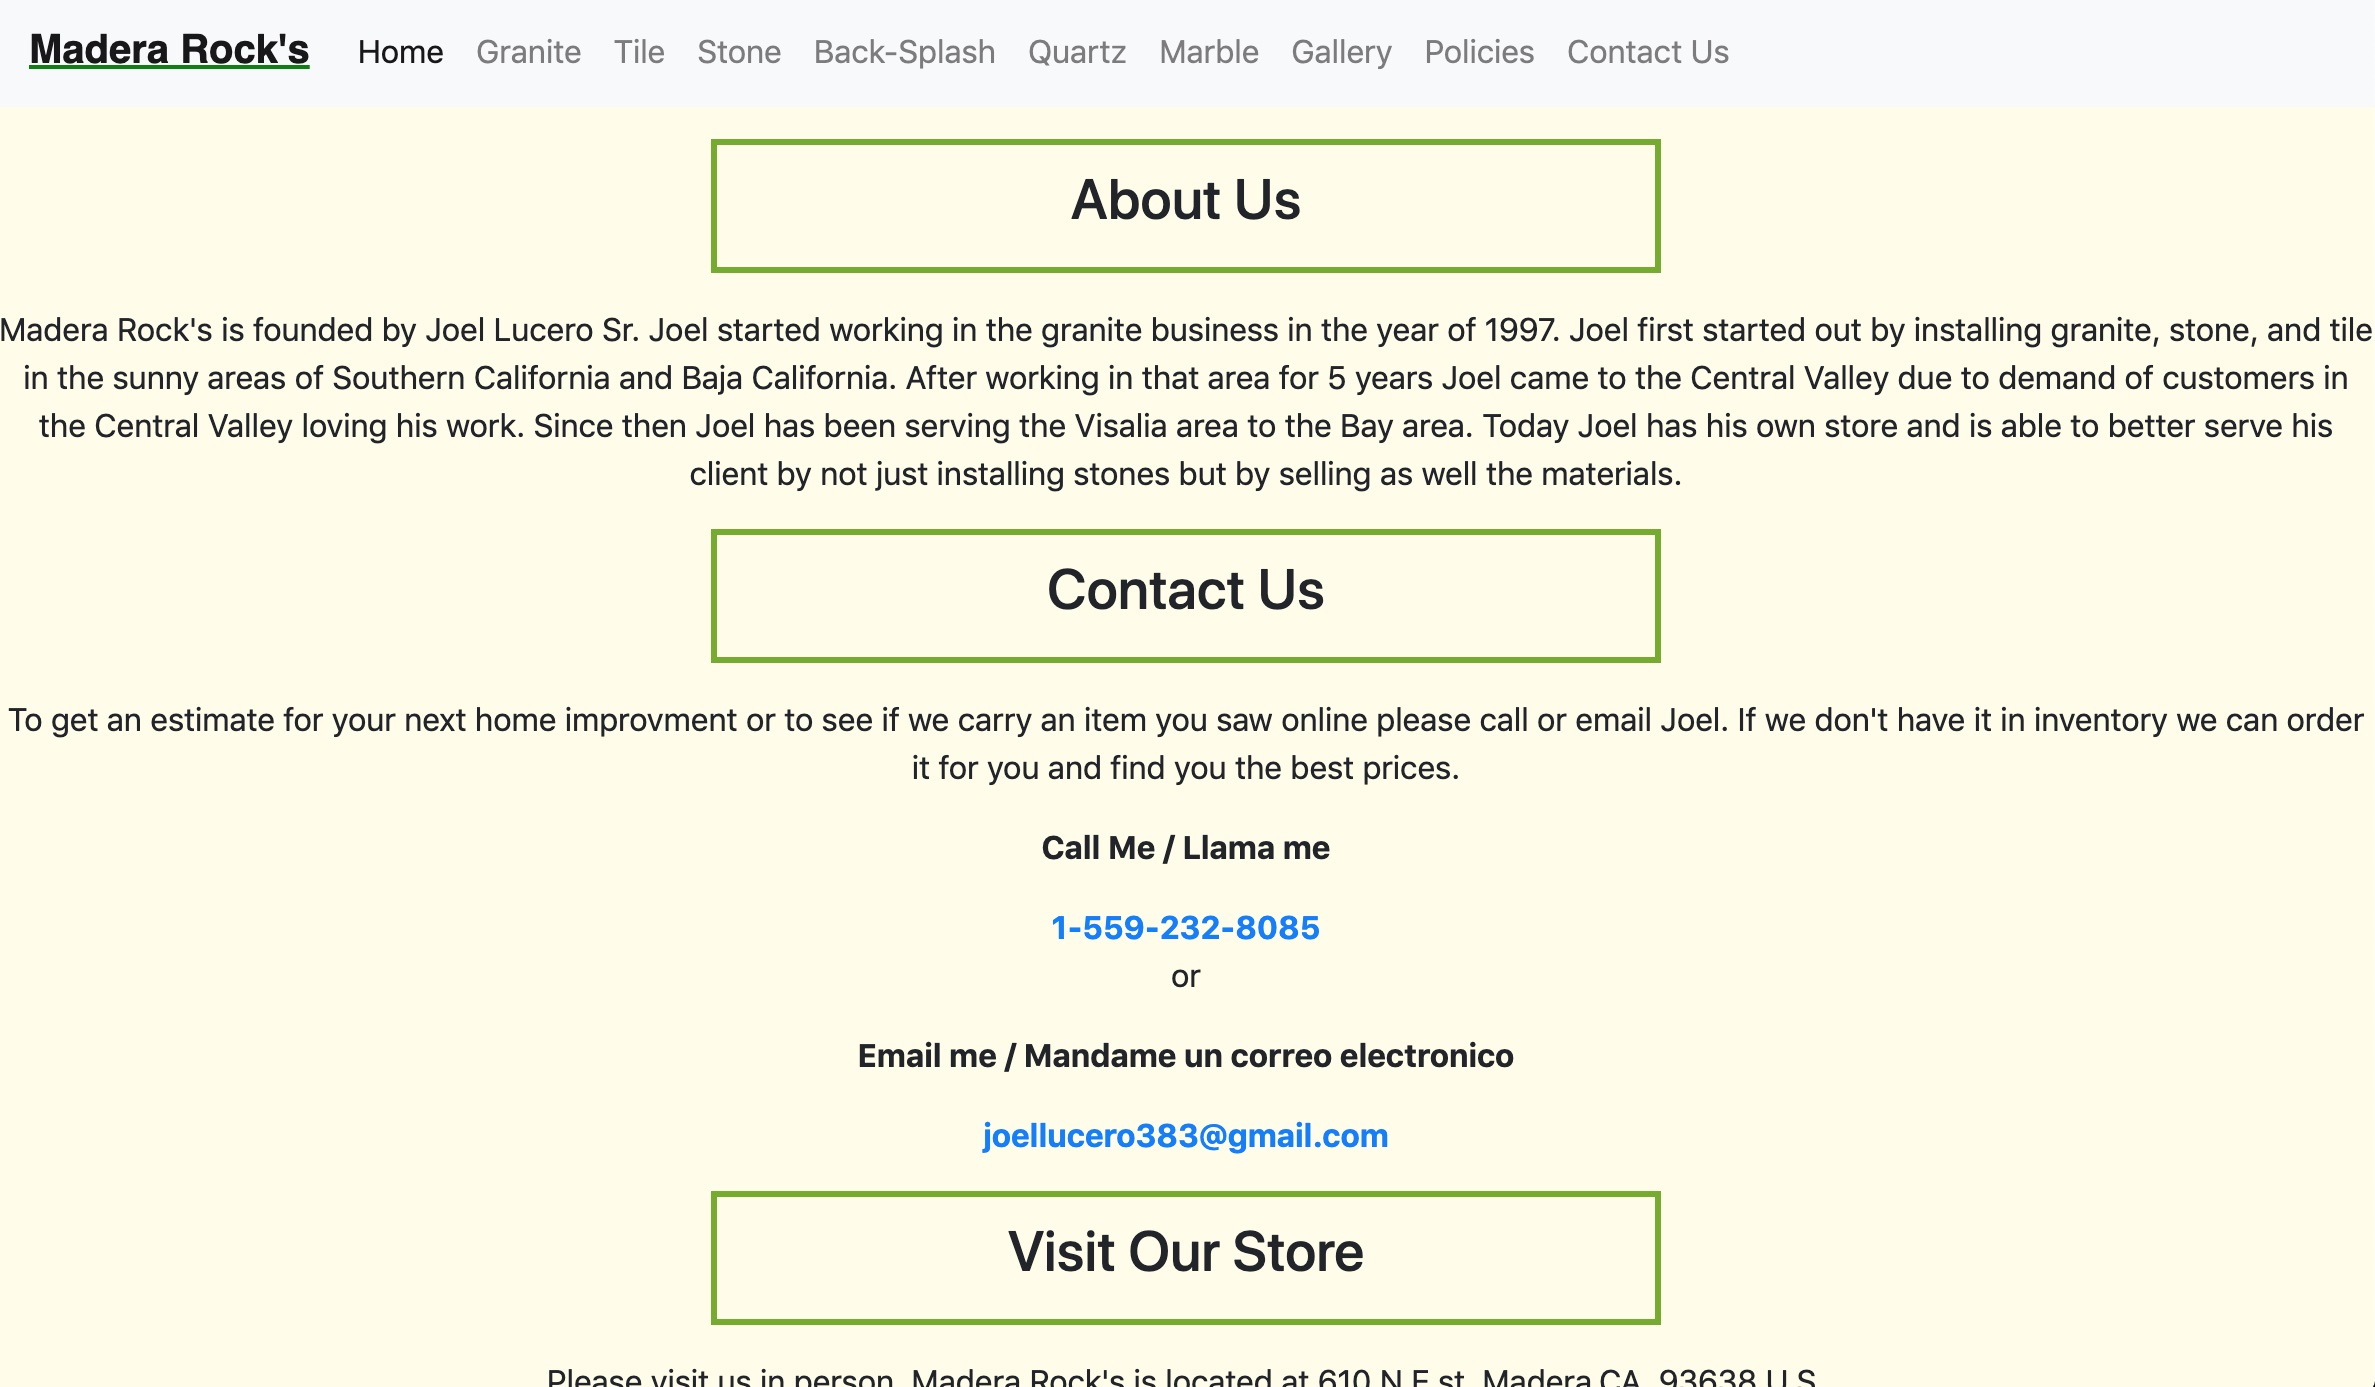 Madera Rock's Home Granite Tile Stone Back-Splash Quartz Marble Gallery Policies Contact Us
About Us
Madera Rock's is founded by Joel Lucero Sr. Joel started working in the granite business in the year of 1997. Joel first started out by installing granite, stone, and tile
in the sunny areas of Southern California and Baja California. After working in that area for 5 years Joel came to the Central Valley due to demand of customers in
the Central Valley loving his work. Since then Joel has been serving the Visalia area to the Bay area. Today Joel has his own store and is able to better serve his
client by not just installing stones but by selling as well the materials.
Contact Us
To get an estimate for your next home improvment or to see if we carry an item you saw online please call or email Joel. If we don't have it in inventory we can order
it for you and find you the best prices.
Call Me / Llama me
1-559-232-8085
or
Email me / Mandame un correo electronico
joellucero383@gmail.com
Visit Our Store
Please visit us in person. Madera Rock's is located at 610 N E st. Madera CA, 93638 U.S.